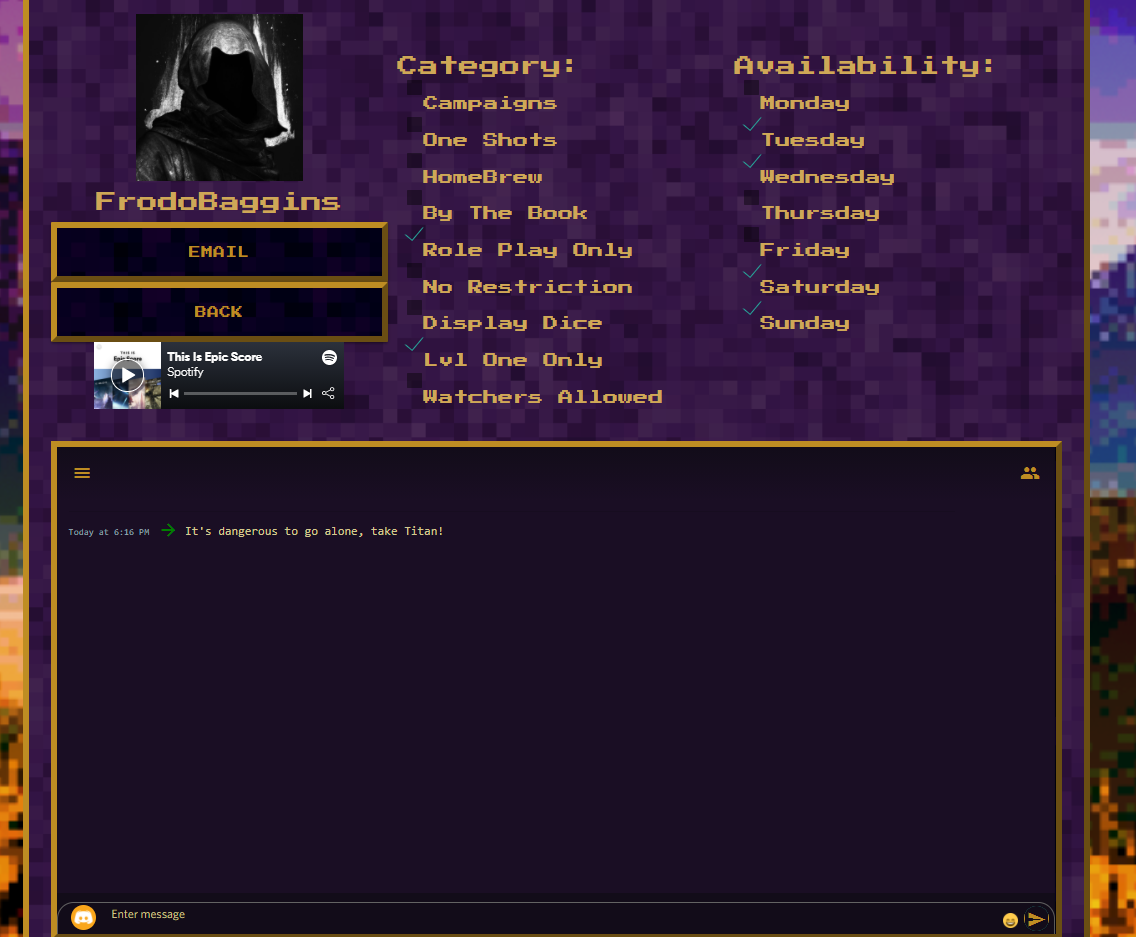 FrodoBaggins
EMAIL
BACK
This Is Epic Score
Spotify
Category:
Campaigns
One Shots
HomeBrew
By The Book
Role Play Only
No Restriction
Display Dice
Lvl One Only
Watchers Allowed
Availability:
Monday
Tuesday
Wednesday
Thursday
Friday
Saturday
Sunday
Today at 6:16 PM
It's dangerous to go alone, take Titan!
Enter message